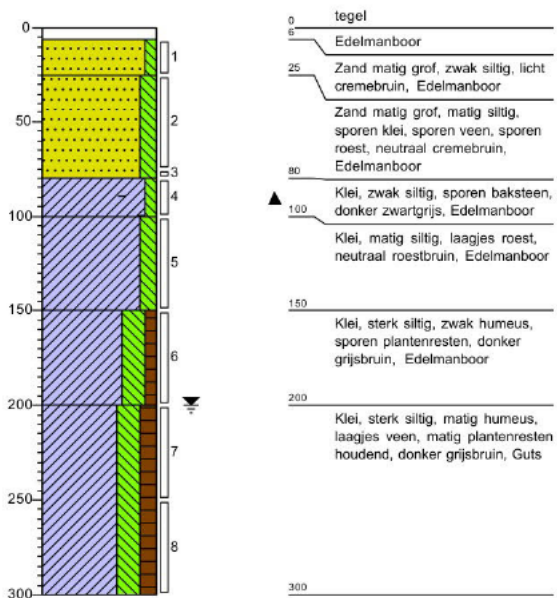 0
50
100
150
200
250
300
1
2
3
4
5
6
7
8
0
tegel
6
Edelmanboor
25
Zand matig grof, zwak siltig, licht
cremebruin, Edelmanboor
Zand matig grof, matig siltig,
sporen klei, sporen veen, sporen
roest, neutraal cremebruin,
Edelmanboor
80
Klei, zwak siltig, sporen baksteen,
donker zwartgrijs, Edelmanboor
100
Klei, matig siltig, laagjes roest,
neutraal roestbruin, Edelmanboor
150
Klei, sterk siltig, zwak humeus,
sporen plantenresten, donker
grijsbruin, Edelmanboor
200
Klei, sterk siltig, matig humeus,
laagjes veen, matig plantenresten
houdend, donker grijsbruin, Guts
300